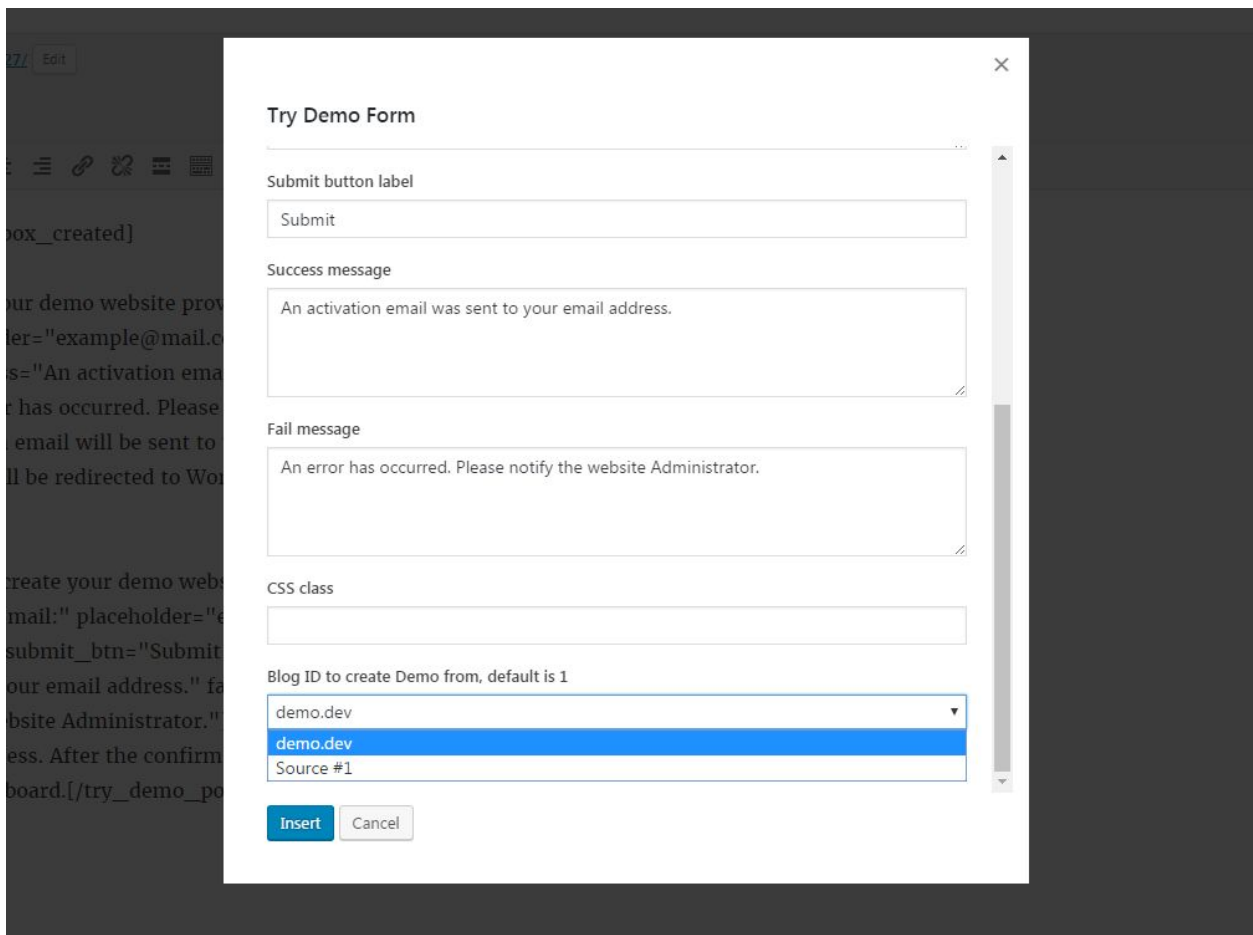 27/ Edit
×
Try Demo Form
Submit button label
Submit
box_created]
Success message
our demo website prov
An activation email was sent to your email address.
der="example@mail.c
ss="An activation ema
r has occurred. Please
Fail message
email will be sent to
An error has occurred. Please notify the website Administrator.
ll be redirected to Wor
create your demo webs
CSS class
mail:" placeholder="e
submit_btn="Submit
Blog ID to create Demo from, default is 1
our email address." fa
demo.dev
bsite Administrator."
demo.dev
ess. After the confirm
Source #1
board.[/try_demo_po
Insert Cancel